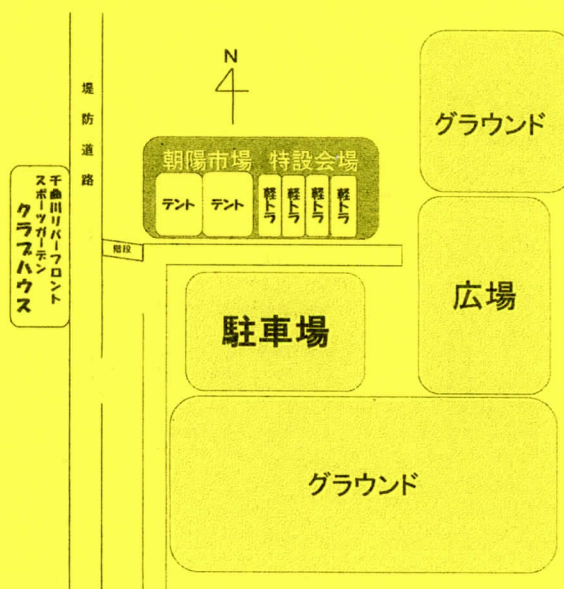 N
堤防道路
グラウンド
朝陽市場 特設会場
テント
テント
軽トラ
軽トラ
軽トラ
軽トラ
千曲川リバーフロント
スポーツガーデン
クラブハウス
階段
駐車場
広場
グラウンド